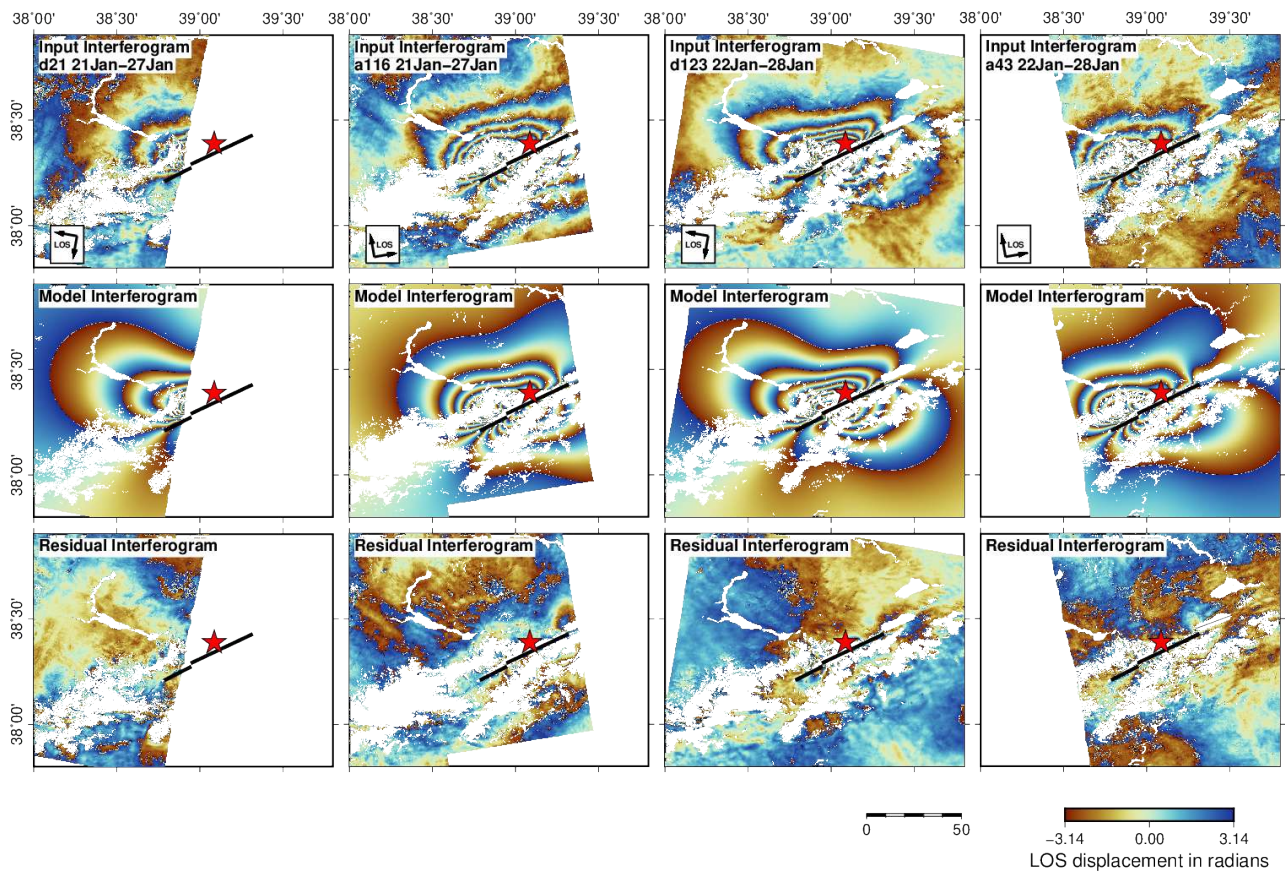 38°00' 38°30' 39°00' 39°30' 38°00' 38°30' 39°00' 39°30' 38°00' 38°30' 39°00' 39°30' 38°00' 38°30' 39°00' 39°30'
Input Interferogram
d21 21Jan−27Jan
Input Interferogram
a116 21Jan−27Jan
Input Interferogram
d123 22Jan−28Jan
Input Interferogram
a43 22Jan−28Jan
38°30'
38°00'
LOS
LOS
LOS
LOS
Model Interferogram
Model Interferogram
Model Interferogram
Model Interferogram
38°30'
38°00'
Residual Interferogram
Residual Interferogram
Residual Interferogram
Residual Interferogram
38°30'
38°00'
0 50
−3.14 0.00 3.14
LOS displacement in radians